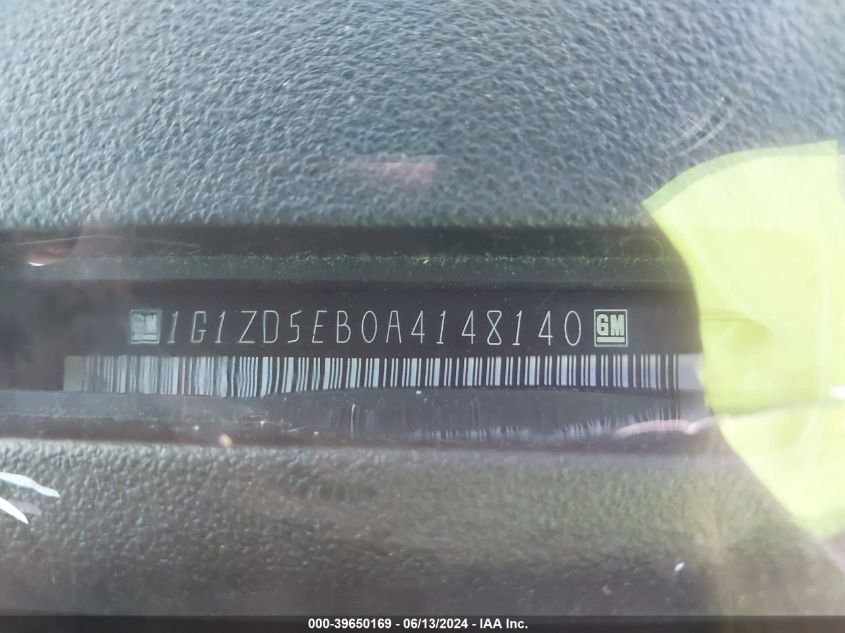 GM 1G1ZD5EB0A4148140 GM
000-39650169 - 06/13/2024 - IAA Inc.